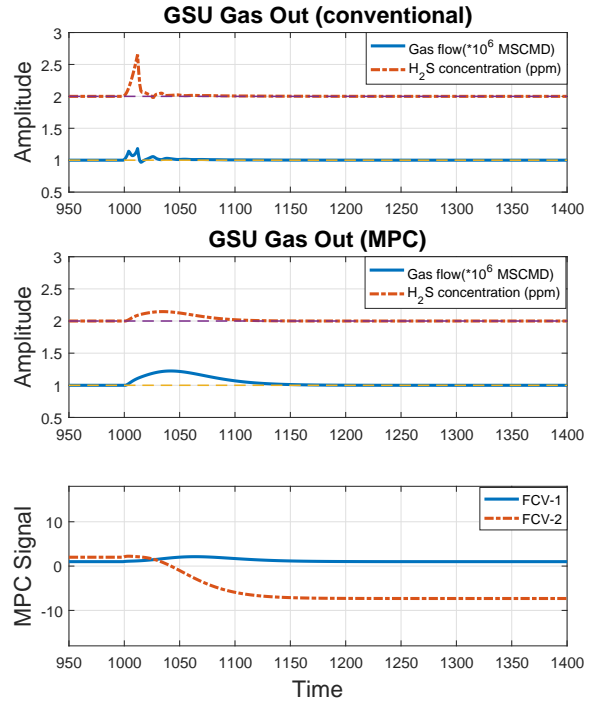 GSU Gas Out (conventional)
3
2.5
2
1.5
1
0.5
Amplitude
Gas flow(*10^6 MSCMD)
H_2S concentration (ppm)
950 1000 1050 1100 1150 1200 1250 1300 1350 1400
GSU Gas Out (MPC)
3
2.5
2
1.5
1
0.5
Amplitude
Gas flow(*10^6 MSCMD)
H_2S concentration (ppm)
950 1000 1050 1100 1150 1200 1250 1300 1350 1400
10
0
-10
MPC Signal
FCV-1
FCV-2
950 1000 1050 1100 1150 1200 1250 1300 1350 1400
Time